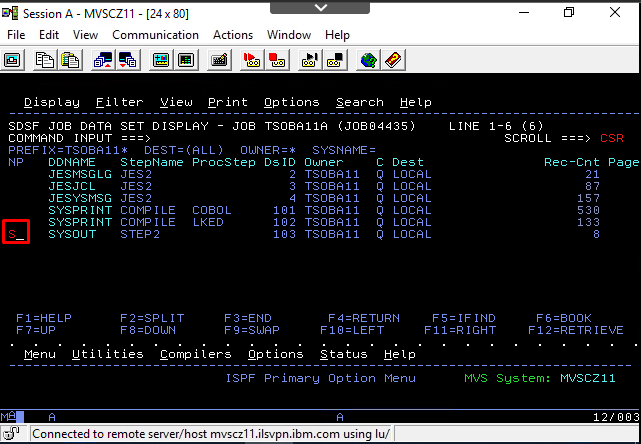 Session A - MVSCZ11 - [24 x 80]
File Edit View Communication Actions Window Help
Display Filter View Print Options Search Help
SDSF JOB DATA SET DISPLAY - JOB TSOBA11A (JOB04435) LINE 1-6 (6)
COMMAND INPUT ===> SCROLL ===> CSR
PREFIX=TSOBA11* DEST=(ALL) OWNER=* SYSNAME=
NP DDNAME StepName ProcStep DsID Owner C Dest Rec-Cnt Page
JESMSGLG JES2 2 TSOBA11 Q LOCAL 21
JESJCL JES2 3 TSOBA11 Q LOCAL 87
JESYSMSG JES2 4 TSOBA11 Q LOCAL 157
SYSPRINT COMPILE COBOL 101 TSOBA11 Q LOCAL 530
SYSPRINT COMPILE LKED 102 TSOBA11 Q LOCAL 133
S_ SYSOUT STEP2 103 TSOBA11 Q LOCAL 8
F1=HELP F2=SPLIT F3=END F4=RETURN F5=IFIND F6=BOOK
F7=UP F8=DOWN F9=SWAP F10=LEFT F11=RIGHT F12=RETRIEVE
Menu Utilities Compilers Options Status Help
ISPF Primary Option Menu MVS System: MVSCZ11
MA A A 12/003
Connected to remote server/host mvscz11.ilsvpn.ibm.com using lu/